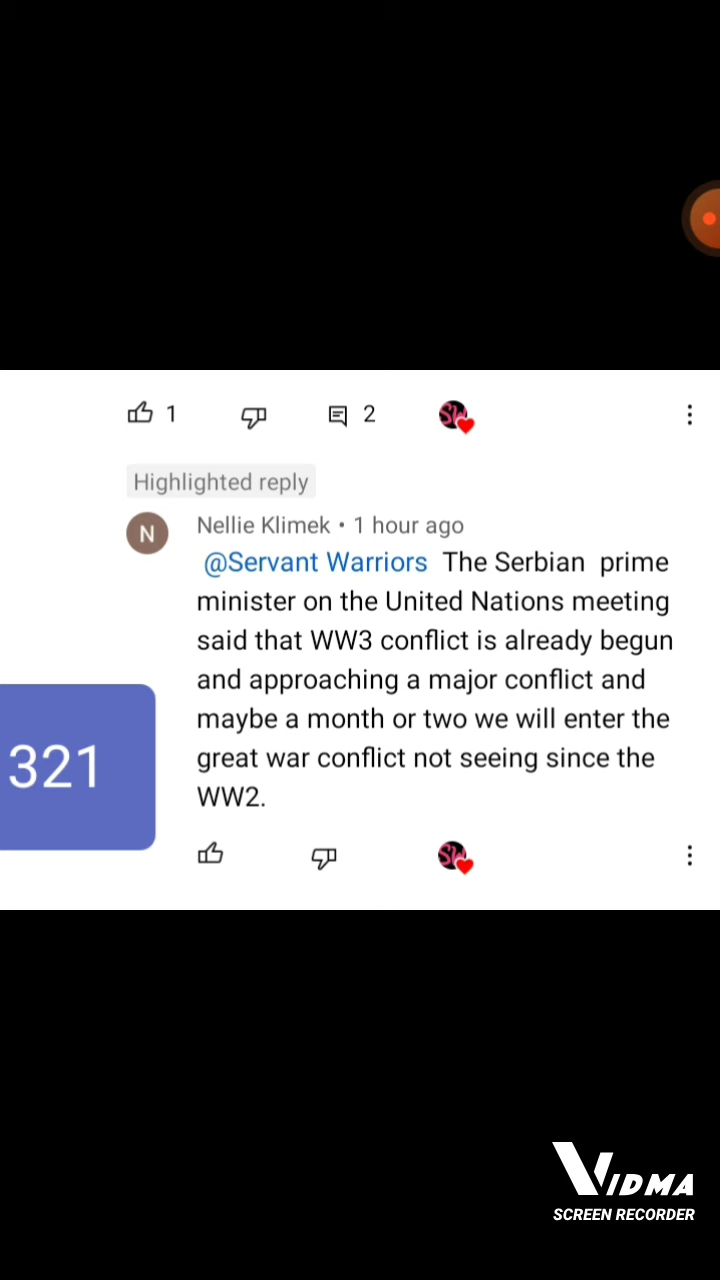 1 2
Highlighted reply
N
Nellie Klimek • 1 hour ago
@Servant Warriors The Serbian prime
minister on the United Nations meeting
said that WW3 conflict is already begun
and approaching a major conflict and
maybe a month or two we will enter the
great war conflict not seeing since the
WW2.
321
SW
SW
VIDMA
SCREEN RECORDER